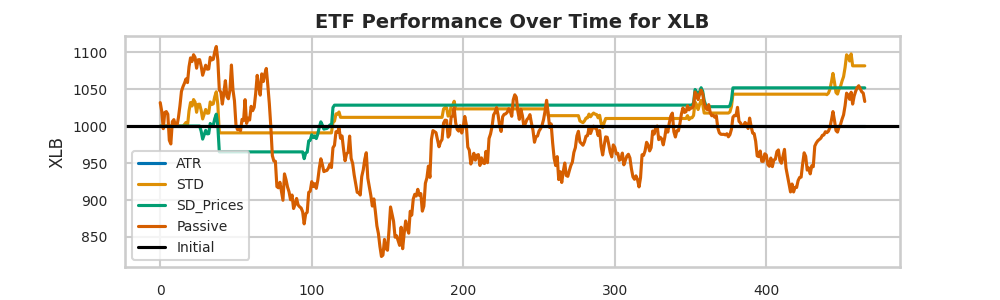 ETF Performance Over Time for XLB
1100
1050
1000
950
900
850
XLB
ATR
STD
SD_Prices
Passive
Initial
0 100 200 300 400